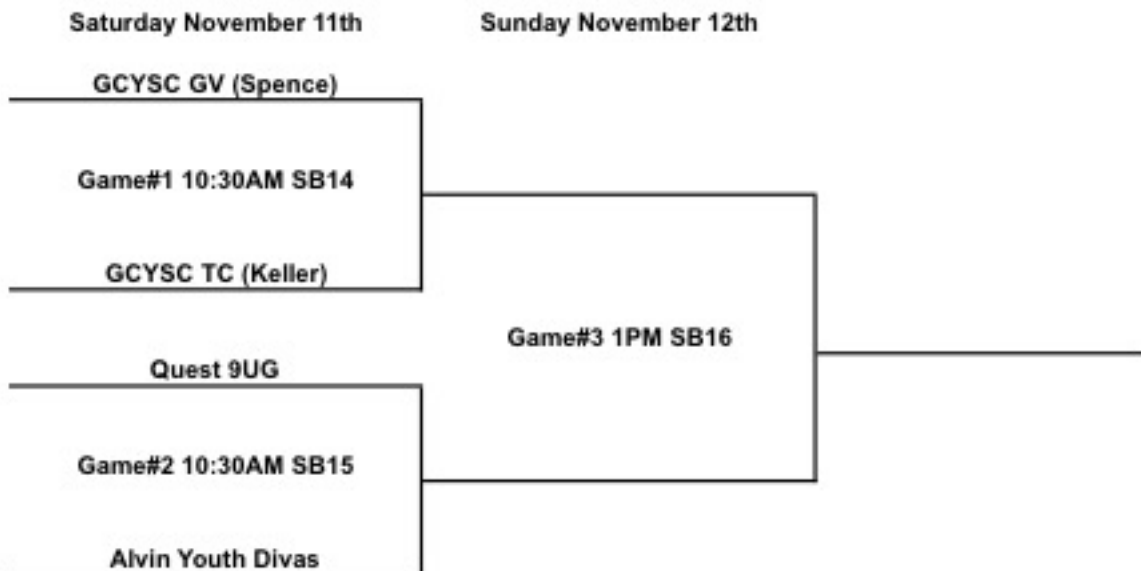 Saturday November 11th
Sunday November 12th
GCYSC GV (Spence)
Game#1 10:30AM SB14
GCYSC TC (Keller)
Game#3 1PM SB16
Quest 9UG
Game#2 10:30AM SB15
Alvin Youth Divas